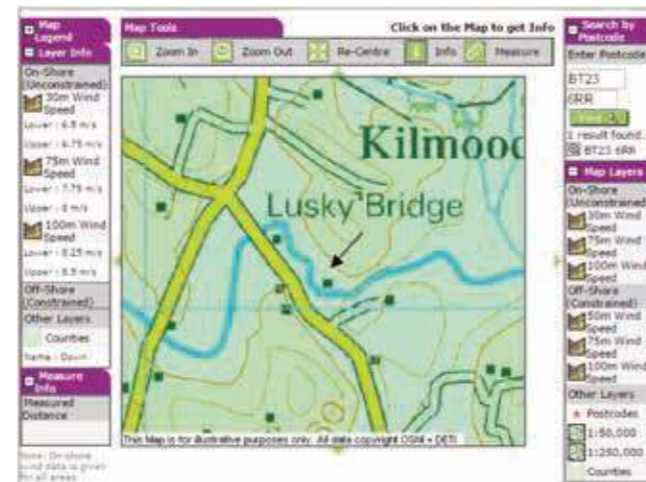 Map
Legend
Layer Info
On-Shore
(Unconstrained)
30m Wind
Speed
Lower : 6.5 m/s
Upper : 6.75 m/s
75m Wind
Speed
Lower : 7.75 m/s
Upper : 8 m/s
100m Wind
Speed
Lower : 8.25 m/s
Upper : 8.5 m/s
Off-Shore
(Constrained)
Other Layers
Counties
Name : Down
Measure
Info
Measured
Distance
Note: On-shore
wind data is given
for all areas
Map Tools
Click on the Map to get Info
Zoom In
Zoom Out
Re-Centre
Info
Measure
Kilmood
Lusky Bridge
This Map is for illustrative purposes only. All data copyright OSNI + DETI
Search by
Postcode
Enter Postcode
BT23
6RR
1 result found.
BT23 6RR
Map Layers
On-Shore
(Unconstrained
30m Wind
Speed
75m Wind
Speed
100m Wind
Speed
Off-Shore
(Constrained)
50m Wind
Speed
75m Wind
Speed
100m Wind
Speed
Other Layers
Postcodes
1:50,000
1:250,000
Counties